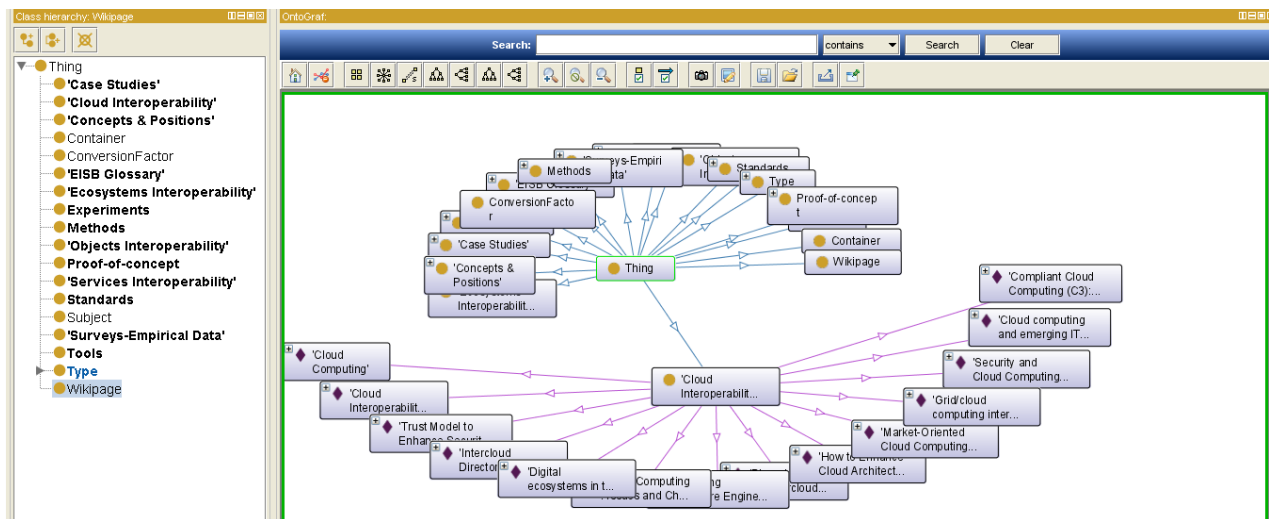 Class hierarchy: Wikipage
Thing
'Case Studies'
'Cloud Interoperability'
'Concepts & Positions'
Container
ConversionFactor
'EISB Glossary'
'Ecosystems Interoperability'
Experiments
Methods
'Objects Interoperability'
Proof-of-concept
'Services Interoperability'
Standards
Subject
'Surveys-Empirical Data'
Tools
Type
Wikipage
OntoGraf:
Search:
contains
Search
Clear
Methods
Standards
Type
Proof-of-concep
t
ConversionFacto
r
'Case Studies'
'Concepts &
Positions'
Interoperabilit...
Thing
Container
Wikipage
'Cloud
Interoperabilit...
'Compliant Cloud
Computing (C3):...
'Cloud computing
and emerging IT...
'Security and
Cloud Computing...
'Grid/cloud
computing inter...
'Market-Oriented
Cloud Computing...
'How to Enhance
Cloud Architect...
'Cloud
Computing'
'Cloud
Interoperabilit...
'Trust Model to
Enhance Securit
'Intercloud
Director
'Digital
ecosystems in t...
Computing
and Ch...
re Engine...
rcloud...